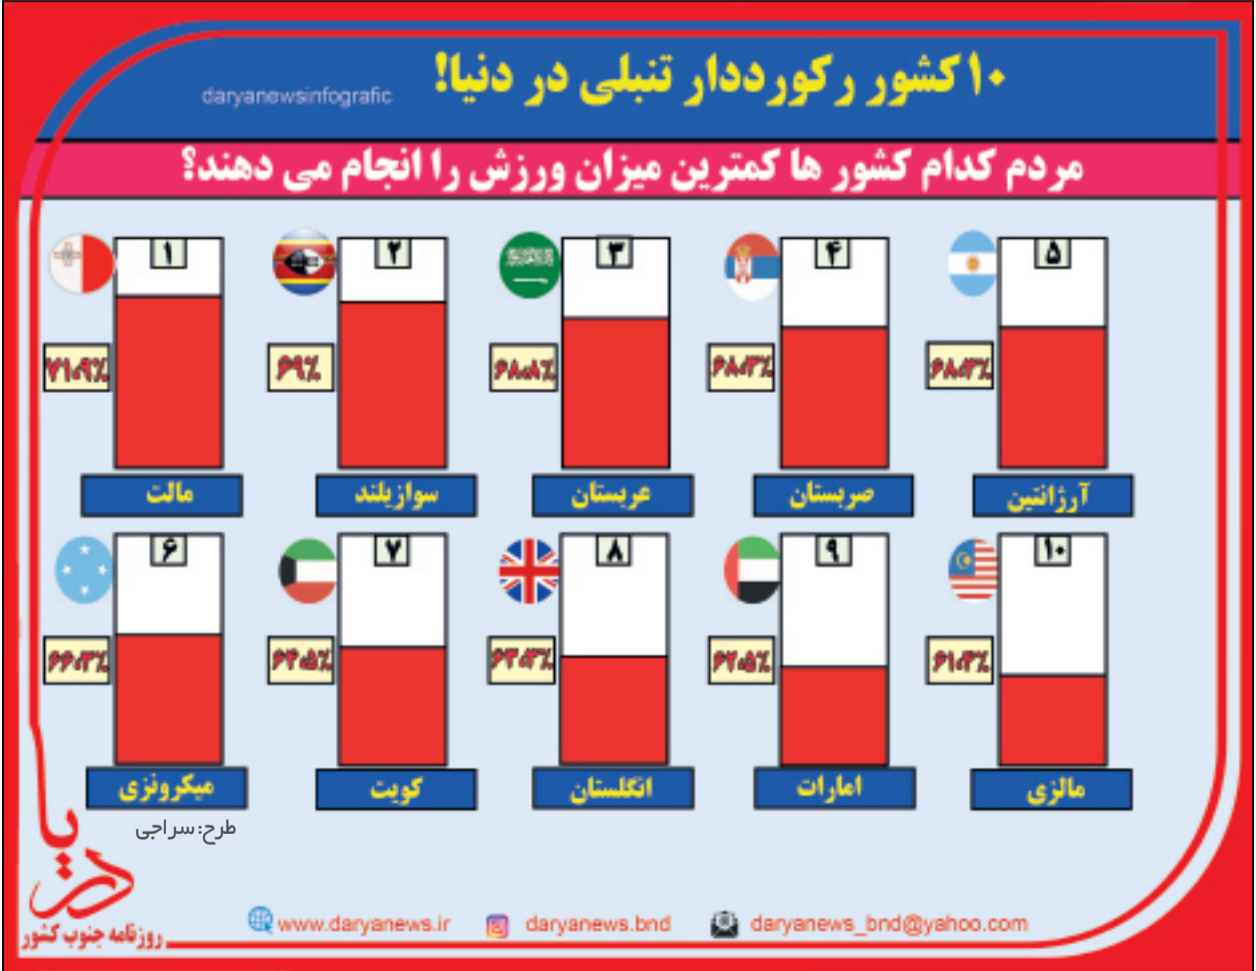 ۱۰ کشور رکورددار تنبلی در دنیا!
daryanewsinfografic
مردم کدام کشور ها کمترین میزان ورزش را انجام می دهند؟
۱
۷۱.۹٪
مالت
۲
۶۹٪
سوازیلند
۳
۶۸.۸٪
عربستان
۴
۶۸.۳٪
صربستان
۵
۶۸.۳٪
آرژانتین
۶
۶۶.۳٪
میکرونزی
۷
۶۴.۵٪
کویت
۸
۶۳.۳٪
انگلستان
۹
۶۲.۵٪
امارات
۱۰
۶۱.۴٪
مالزی
طرح: سراجی
دریا
روزنامه جنوب کشور
www.daryanews.ir
daryanews.bnd
daryanews_bnd@yahoo.com